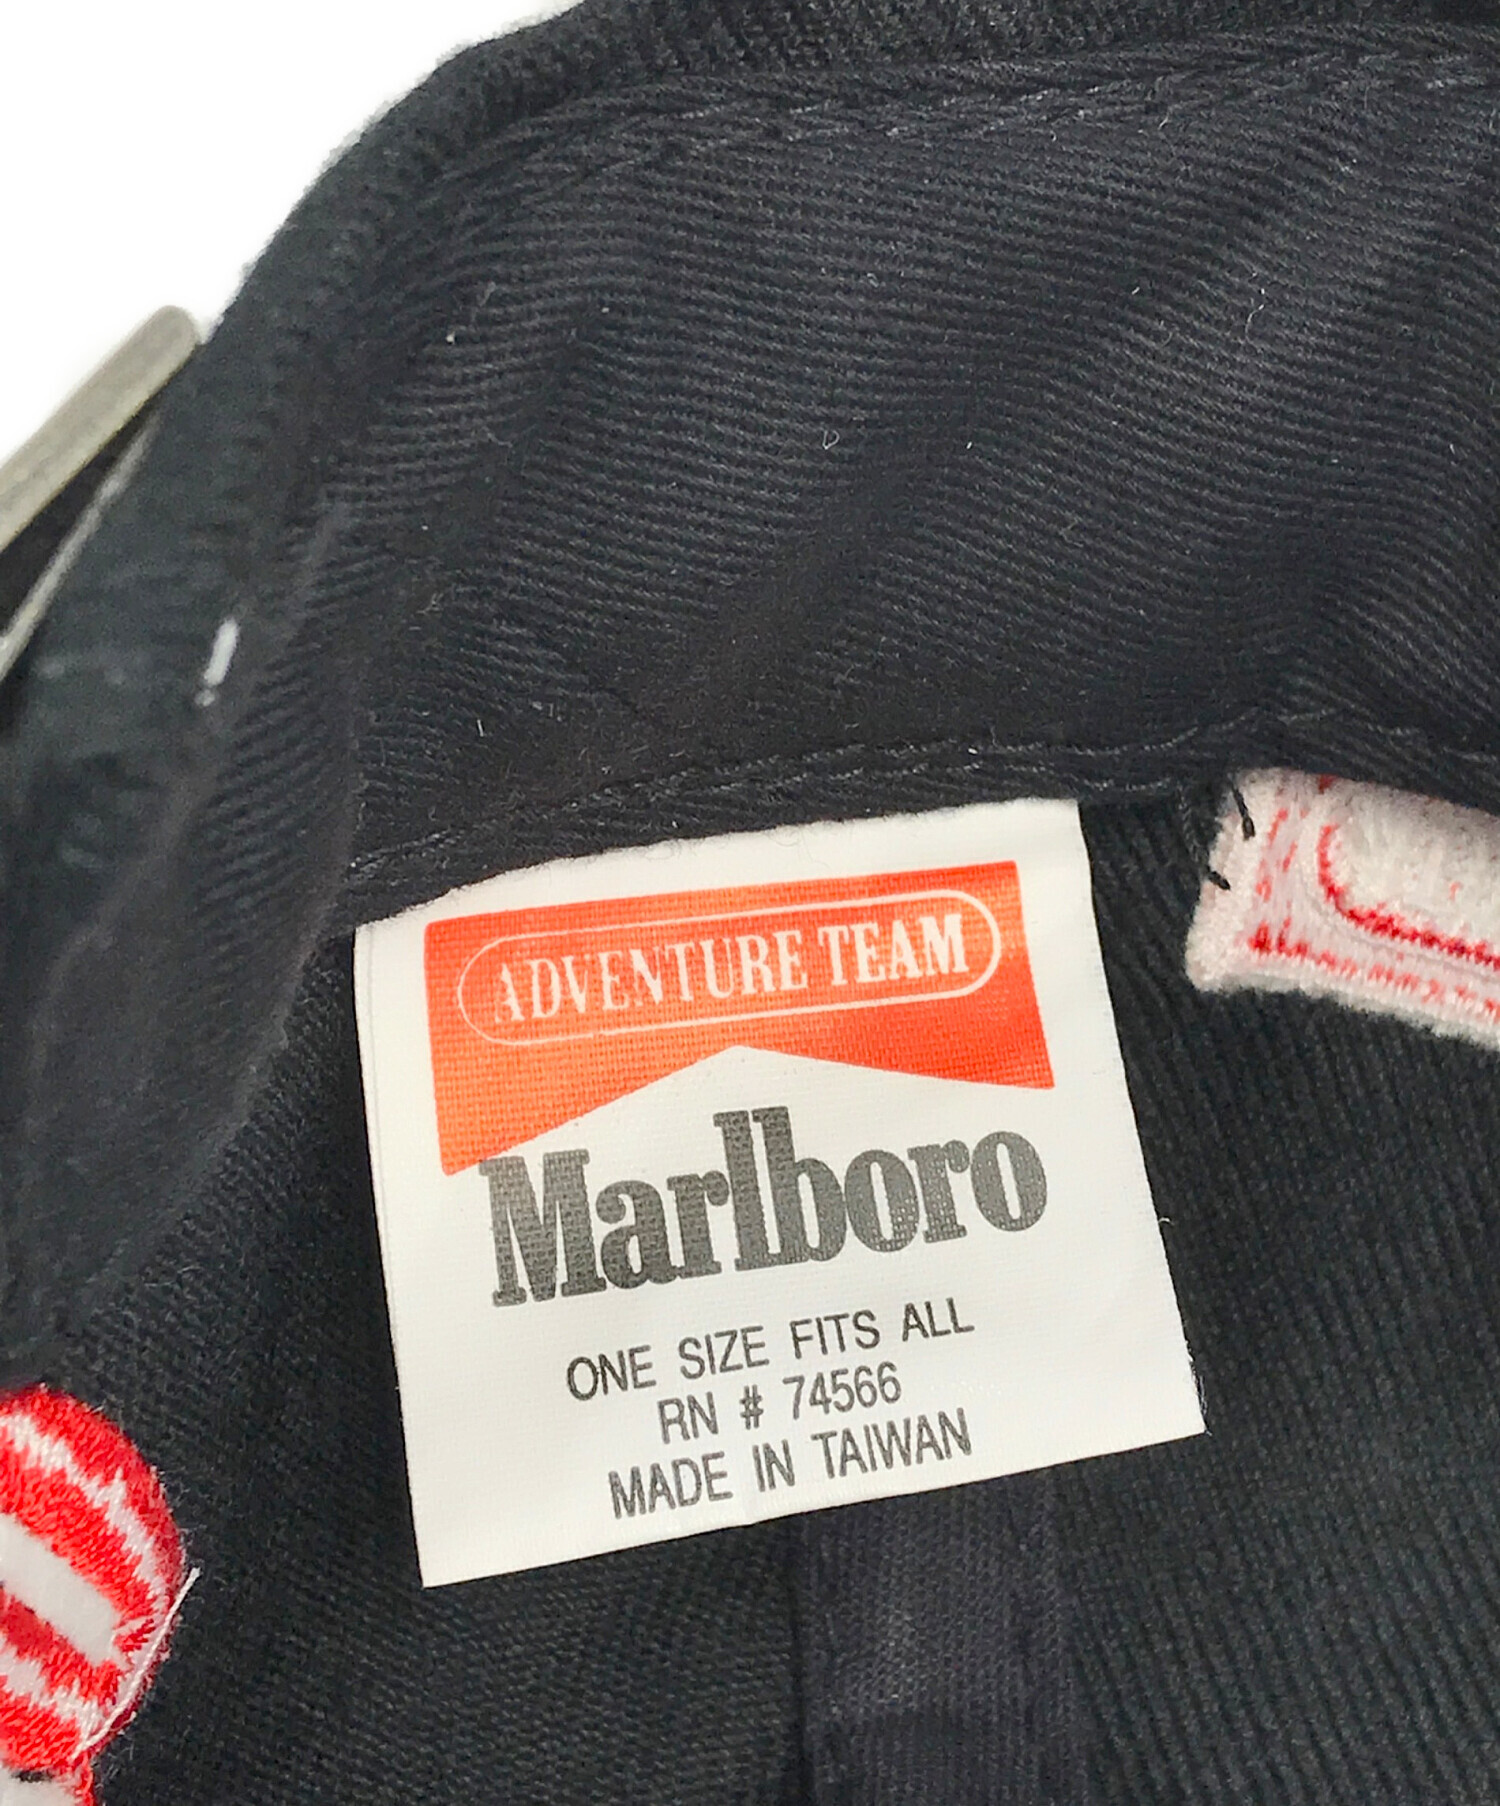 ADVENTURE TEAM
Marlboro
ONE SIZE FITS ALL
RN # 74566
MADE IN TAIWAN